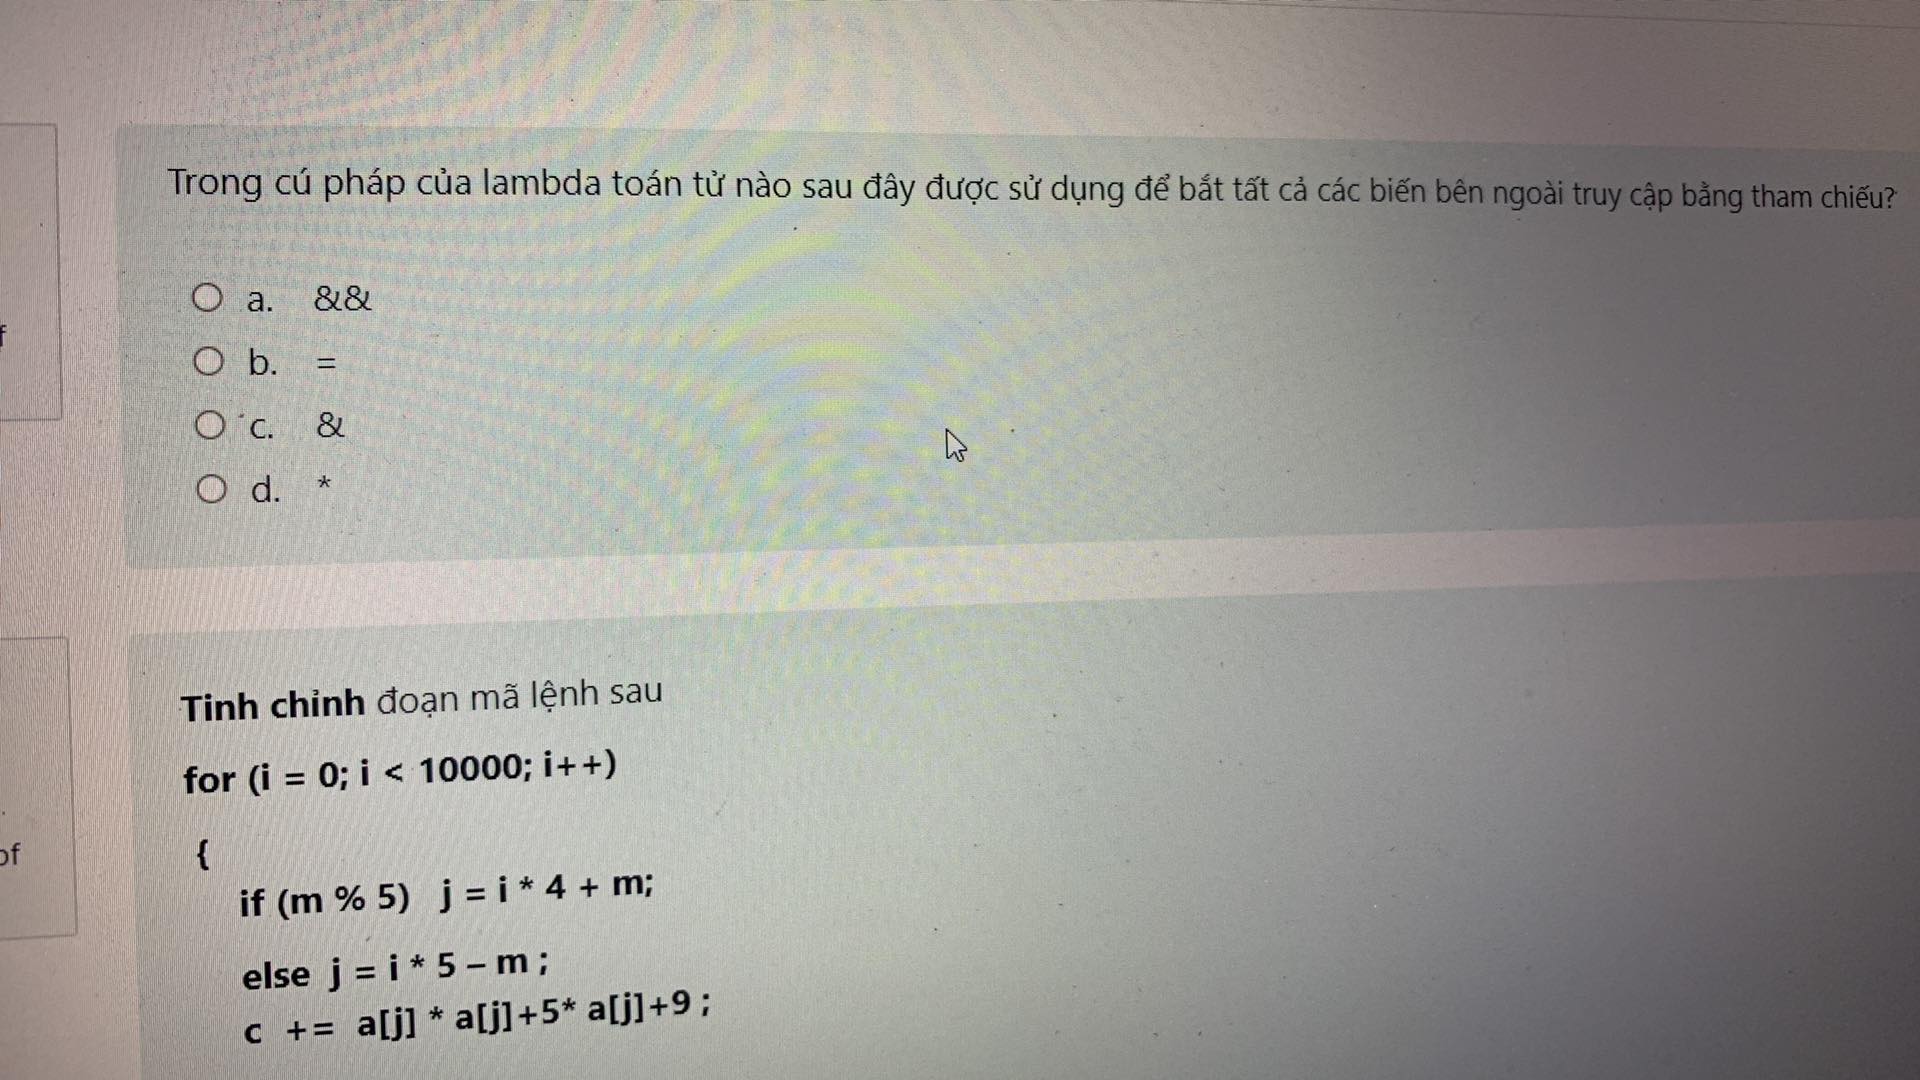 Trong cú pháp của lambda toán tử nào sau đây được sử dụng để bắt tất cả các biến bên ngoài truy cập bằng tham chiếu?
a. &&
b. =
c. &
d. *
f
Tinh chỉnh đoạn mã lệnh sau
for (i = 0; i < 10000; i++)
{
of
if (m % 5) j = i * 4 + m;
else j = i * 5 – m ;
c += a[j] * a[j]+5* a[j]+9 ;